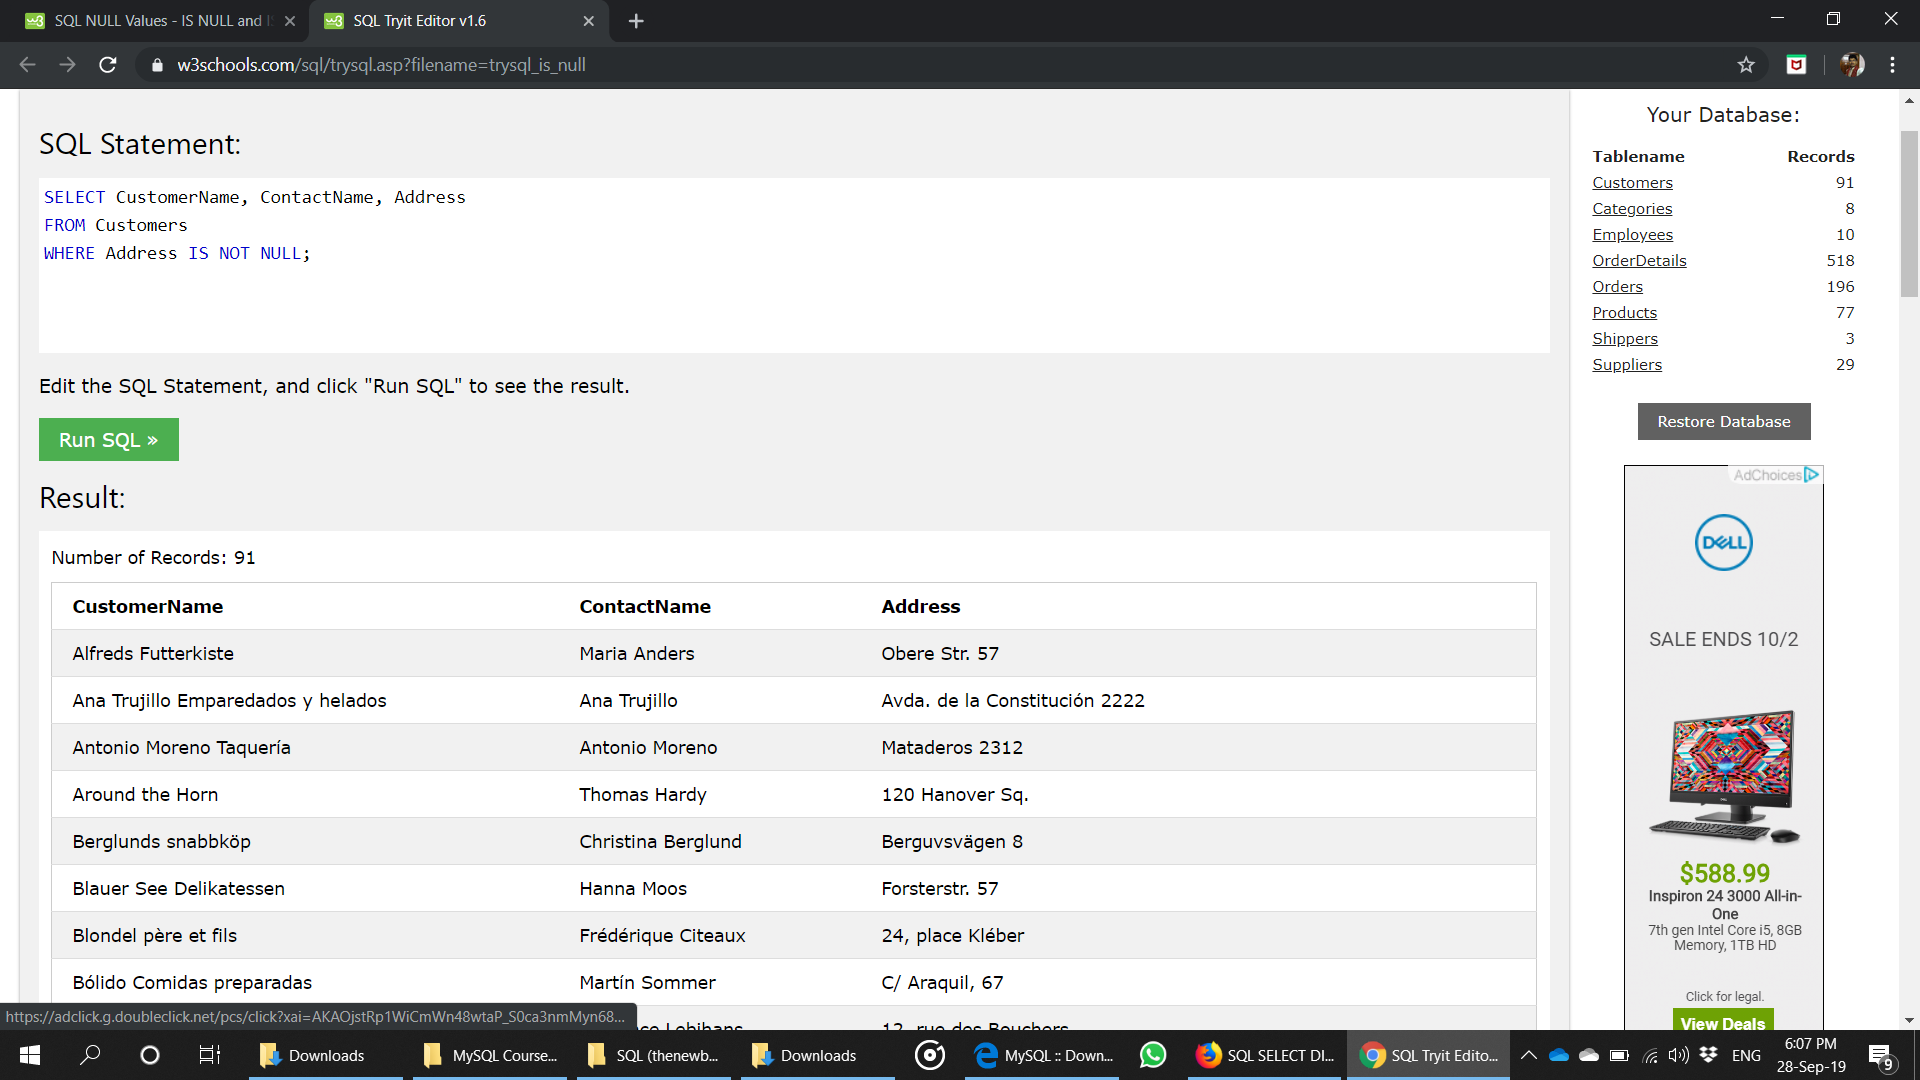 SQL NULL Values - IS NULL and
SQL Tryit Editor v1.6
w3schools.com/sql/trysql.asp?filename=trysql_is_null
SQL Statement:
SELECT CustomerName, ContactName, Address
FROM Customers
WHERE Address IS NOT NULL;
Edit the SQL Statement, and click "Run SQL" to see the result.
Run SQL »
Result:
Number of Records: 91
CustomerName ContactName Address
Alfreds Futterkiste Maria Anders Obere Str. 57
Ana Trujillo Emparedados y helados Ana Trujillo Avda. de la Constitución 2222
Antonio Moreno Taquería Antonio Moreno Mataderos 2312
Around the Horn Thomas Hardy 120 Hanover Sq.
Berglunds snabbköp Christina Berglund Berguvsvägen 8
Blauer See Delikatessen Hanna Moos Forsterstr. 57
Blondel père et fils Frédérique Citeaux 24, place Kléber
Bólido Comidas preparadas Martín Sommer C/ Araquil, 67
Lebihans 12, rue des Bouchers
https://adclick.g.doubleclick.net/pcs/click?xai=AKAOjstRp1WiCmWn48wtaP_S0ca3nmMyn68...
Your Database:
Tablename Records
Customers 91
Categories 8
Employees 10
OrderDetails 518
Orders 196
Products 77
Shippers 3
Suppliers 29
Restore Database
AdChoices
DELL
SALE ENDS 10/2
$588.99
Inspiron 24 3000 All-in-
One
7th gen Intel Core i5, 8GB
Memory, 1TB HD
Click for legal.
View Deals
Downloads
MySQL Course...
SQL (thenewb...
Downloads
MySQL :: Down...
SQL SELECT DI...
SQL Tryit Edito...
ENG
6:07 PM
28-Sep-19
9